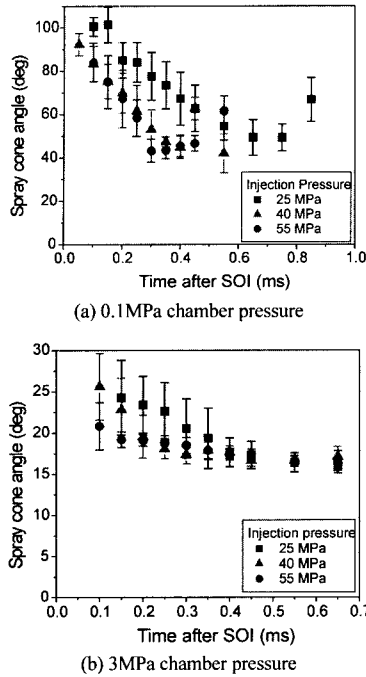 100
80
60
40
20
0
Spray cone angle (deg)
Injection Pressure
25 MPa
40 MPa
55 MPa
0.0 0.2 0.4 0.6 0.8 1.0
Time after SOI (ms)
(a) 0.1MPa chamber pressure
30
25
20
15
10
5
0
Spray cone angle (deg)
Injection pressure
25 MPa
40 MPa
55 MPa
0.0 0.1 0.2 0.3 0.4 0.5 0.6 0.7
Time after SOI (ms)
(b) 3MPa chamber pressure